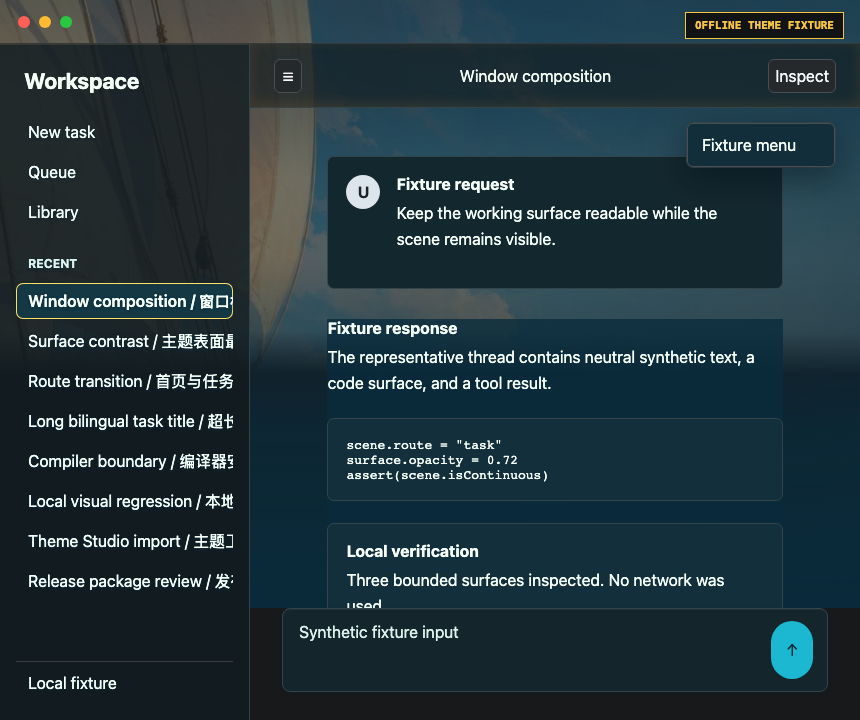 OFFLINE THEME FIXTURE
Workspace
New task
Queue
Library
RECENT
Window composition / 窗口
Surface contrast / 主题表面
Route transition / 首页与任务
Long bilingual task title / 超长
Compiler boundary / 编译器
Local visual regression / 本地
Theme Studio import / 主题
Release package review / 发
Local fixture
Window composition
Inspect
Fixture menu
U
Fixture request
Keep the working surface readable while the
scene remains visible.
Fixture response
The representative thread contains neutral synthetic text, a
code surface, and a tool result.
scene.route = "task"
surface.opacity = 0.72
assert(scene.isContinuous)
Local verification
Three bounded surfaces inspected. No network was
used
Synthetic fixture input